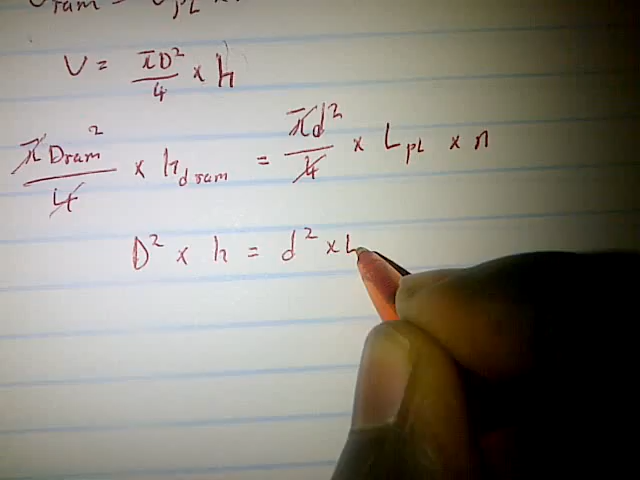 V = πD²/4 × h
πDram²/4 × hdram = πd²/4 × LPL × n
D² × h = d² × L